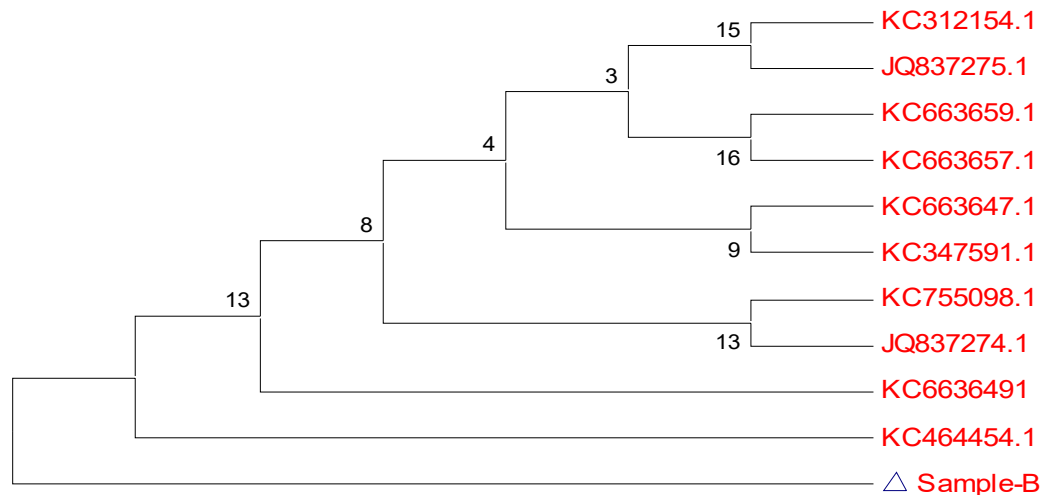 15
KC312154.1
JQ837275.1
3
KC663659.1
16
KC663657.1
4
KC663647.1
9
KC347591.1
8
KC755098.1
13
JQ837274.1
13
KC6636491
KC464454.1
Sample-B